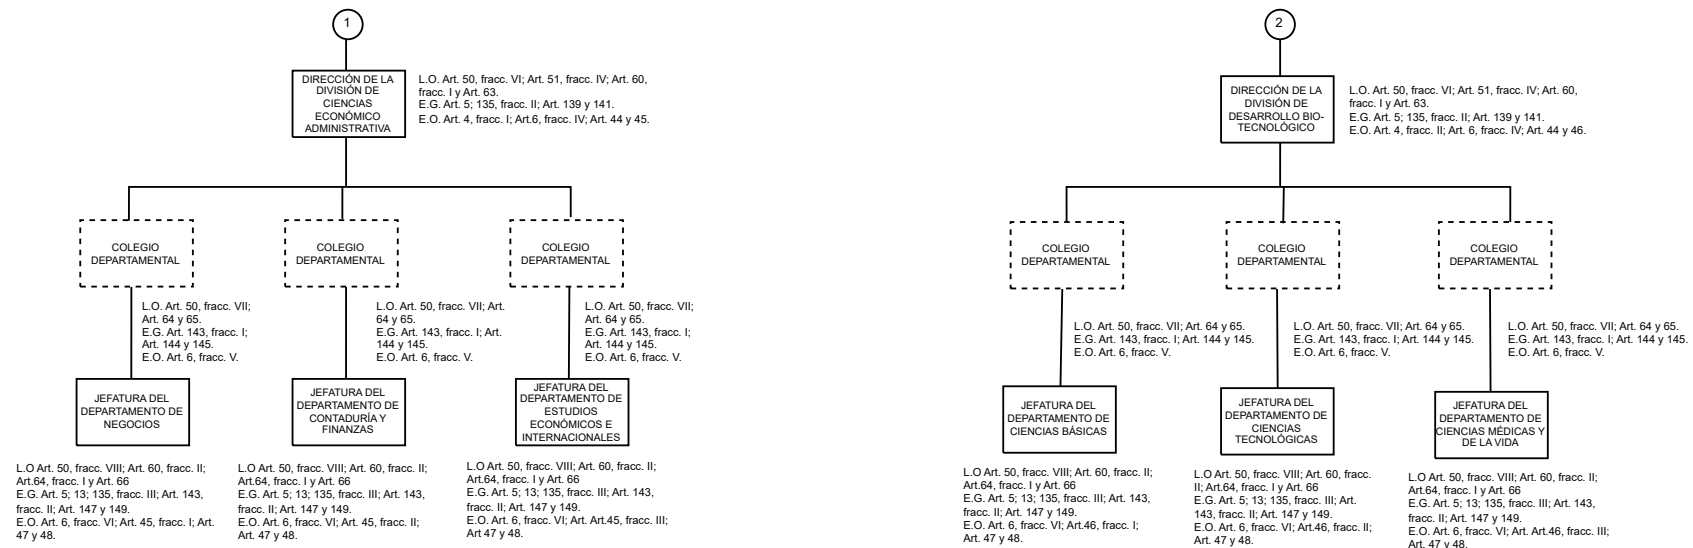 1
DIRECCIÓN DE LA
DIVISIÓN DE
CIENCIAS
ECONÓMICO
ADMINISTRATIVA
L.O. Art. 50, fracc. VI; Art. 51, fracc. IV; Art. 60,
fracc. I y Art. 63.
E.G. Art. 5; 135, fracc. II; Art. 139 y 141.
E.O. Art. 4, fracc. I; Art.6, fracc. IV; Art. 44 y 45.
COLEGIO
DEPARTAMENTAL
COLEGIO
DEPARTAMENTAL
COLEGIO
DEPARTAMENTAL
L.O. Art. 50, fracc. VII;
Art. 64 y 65.
E.G. Art. 143, fracc. I;
Art. 144 y 145.
E.O. Art. 6, fracc. V.
L.O. Art. 50, fracc. VII; Art.
64 y 65.
E.G. Art. 143, fracc. I; Art.
144 y 145.
E.O. Art. 6, fracc. V.
L.O. Art. 50, fracc. VII;
Art. 64 y 65.
E.G. Art. 143, fracc. I;
Art. 144 y 145.
E.O. Art. 6, fracc. V.
JEFATURA DEL
DEPARTAMENTO DE
NEGOCIOS
JEFATURA DEL
DEPARTAMENTO DE
CONTADURÍA Y
FINANZAS
JEFATURA DEL
DEPARTAMENTO DE
ESTUDIOS
ECONÓMICOS E
INTERNACIONALES
L.O Art. 50, fracc. VIII; Art. 60, fracc. II;
Art.64, fracc. I y Art. 66
E.G. Art. 5; 13; 135, fracc. III; Art. 143,
fracc. II; Art. 147 y 149.
E.O. Art. 6, fracc. VI; Art. 45, fracc. I; Art.
47 y 48.
L.O Art. 50, fracc. VIII; Art. 60, fracc. II;
Art.64, fracc. I y Art. 66
E.G. Art. 5; 13; 135, fracc. III; Art. 143,
fracc. II; Art. 147 y 149.
E.O. Art. 6, fracc. VI; Art. 45, fracc. II;
Art. 47 y 48.
L.O Art. 50, fracc. VIII; Art. 60, fracc. II;
Art.64, fracc. I y Art. 66
E.G. Art. 5; 13; 135, fracc. III; Art. 143,
fracc. II; Art. 147 y 149.
E.O. Art. 6, fracc. VI; Art. Art.45, fracc. III;
Art 47 y 48.
2
DIRECCIÓN DE LA
DIVISIÓN DE
DESARROLLO BIO-
TECNOLÓGICO
L.O. Art. 50, fracc. VI; Art. 51, fracc. IV; Art. 60,
fracc. I y Art. 63.
E.G. Art. 5; 135, fracc. II; Art. 139 y 141.
E.O. Art. 4, fracc. II; Art. 6, fracc. IV; Art. 44 y 46.
COLEGIO
DEPARTAMENTAL
COLEGIO
DEPARTAMENTAL
COLEGIO
DEPARTAMENTAL
L.O. Art. 50, fracc. VII; Art. 64 y 65.
E.G. Art. 143, fracc. I; Art. 144 y 145.
E.O. Art. 6, fracc. V.
L.O. Art. 50, fracc. VII; Art. 64 y 65.
E.G. Art. 143, fracc. I; Art. 144 y 145.
E.O. Art. 6, fracc. V.
L.O. Art. 50, fracc. VII; Art. 64 y 65.
E.G. Art. 143, fracc. I; Art. 144 y 145.
E.O. Art. 6, fracc. V.
JEFATURA DEL
DEPARTAMENTO DE
CIENCIAS BÁSICAS
JEFATURA DEL
DEPARTAMENTO DE
CIENCIAS
TECNOLÓGICAS
JEFATURA DEL
DEPARTAMENTO DE
CIENCIAS MÉDICAS Y
DE LA VIDA
L.O Art. 50, fracc. VIII; Art. 60, fracc. II;
Art.64, fracc. I y Art. 66
E.G. Art. 5; 13; 135, fracc. III; Art. 143,
fracc. II; Art. 147 y 149.
E.O. Art. 6, fracc. VI; Art.46, fracc. I;
Art. 47 y 48.
L.O Art. 50, fracc. VIII; Art. 60, fracc.
II; Art.64, fracc. I y Art. 66
E.G. Art. 5; 13; 135, fracc. III; Art.
143, fracc. II; Art. 147 y 149.
E.O. Art. 6, fracc. VI; Art.46, fracc. II;
Art. 47 y 48.
L.O Art. 50, fracc. VIII; Art. 60, fracc. II;
Art.64, fracc. I y Art. 66
E.G. Art. 5; 13; 135, fracc. III; Art. 143,
fracc. II; Art. 147 y 149.
E.O. Art. 6, fracc. VI; Art. Art.46, fracc. III;
Art. 47 y 48.